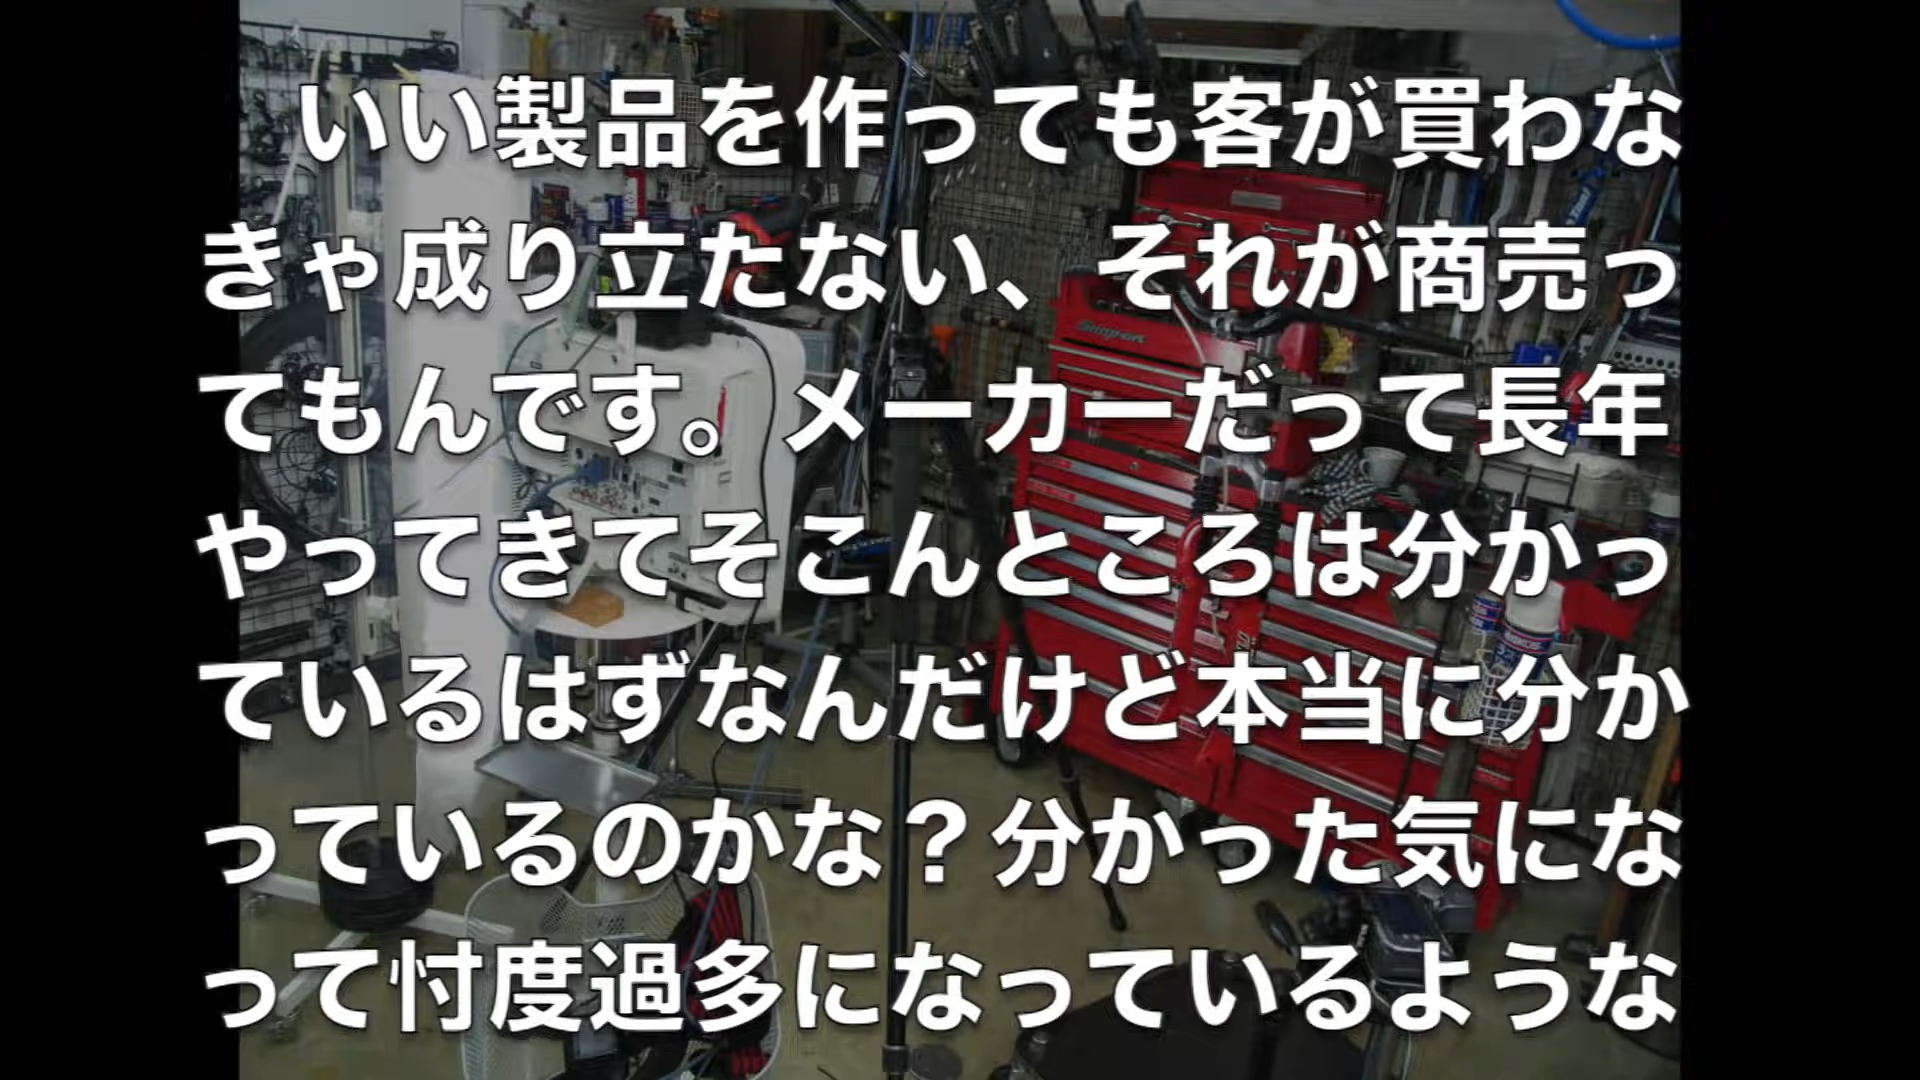 いい製品を作っても客が買わな
きゃ成り立たない、それが商売っ
てもんです。メーカーだって長年
やってきてそこんところは分かっ
ているはずなんだけど本当に分か
っているのかな？分かった気にな
って忖度過多になっているような
Snap-on